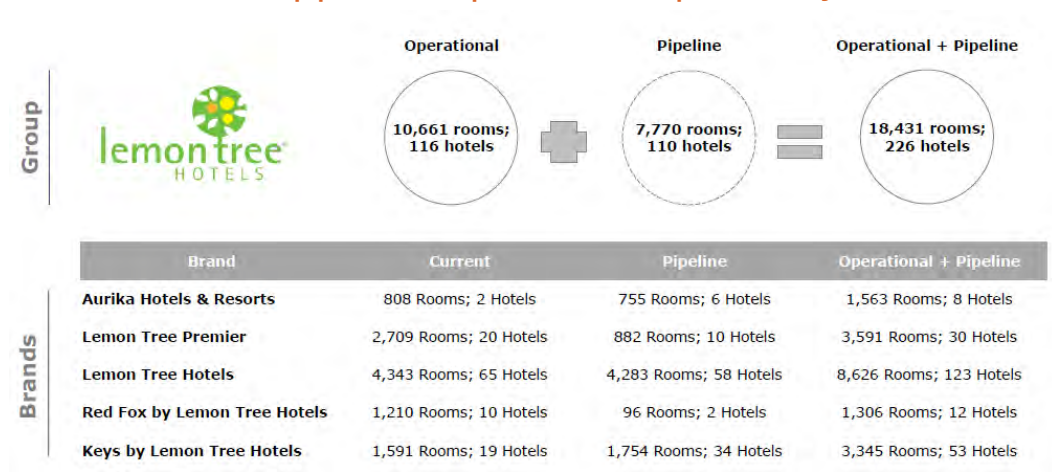 Operational Pipeline Operational + Pipeline
Group
lemontree
HOTELS
10,661 rooms;
116 hotels
7,770 rooms;
110 hotels
18,431 rooms;
226 hotels
Brand Current Pipeline Operational + Pipeline
Brands
Aurika Hotels & Resorts 808 Rooms; 2 Hotels 755 Rooms; 6 Hotels 1,563 Rooms; 8 Hotels
Lemon Tree Premier 2,709 Rooms; 20 Hotels 882 Rooms; 10 Hotels 3,591 Rooms; 30 Hotels
Lemon Tree Hotels 4,343 Rooms; 65 Hotels 4,283 Rooms; 58 Hotels 8,626 Rooms; 123 Hotels
Red Fox by Lemon Tree Hotels 1,210 Rooms; 10 Hotels 96 Rooms; 2 Hotels 1,306 Rooms; 12 Hotels
Keys by Lemon Tree Hotels 1,591 Rooms; 19 Hotels 1,754 Rooms; 34 Hotels 3,345 Rooms; 53 Hotels